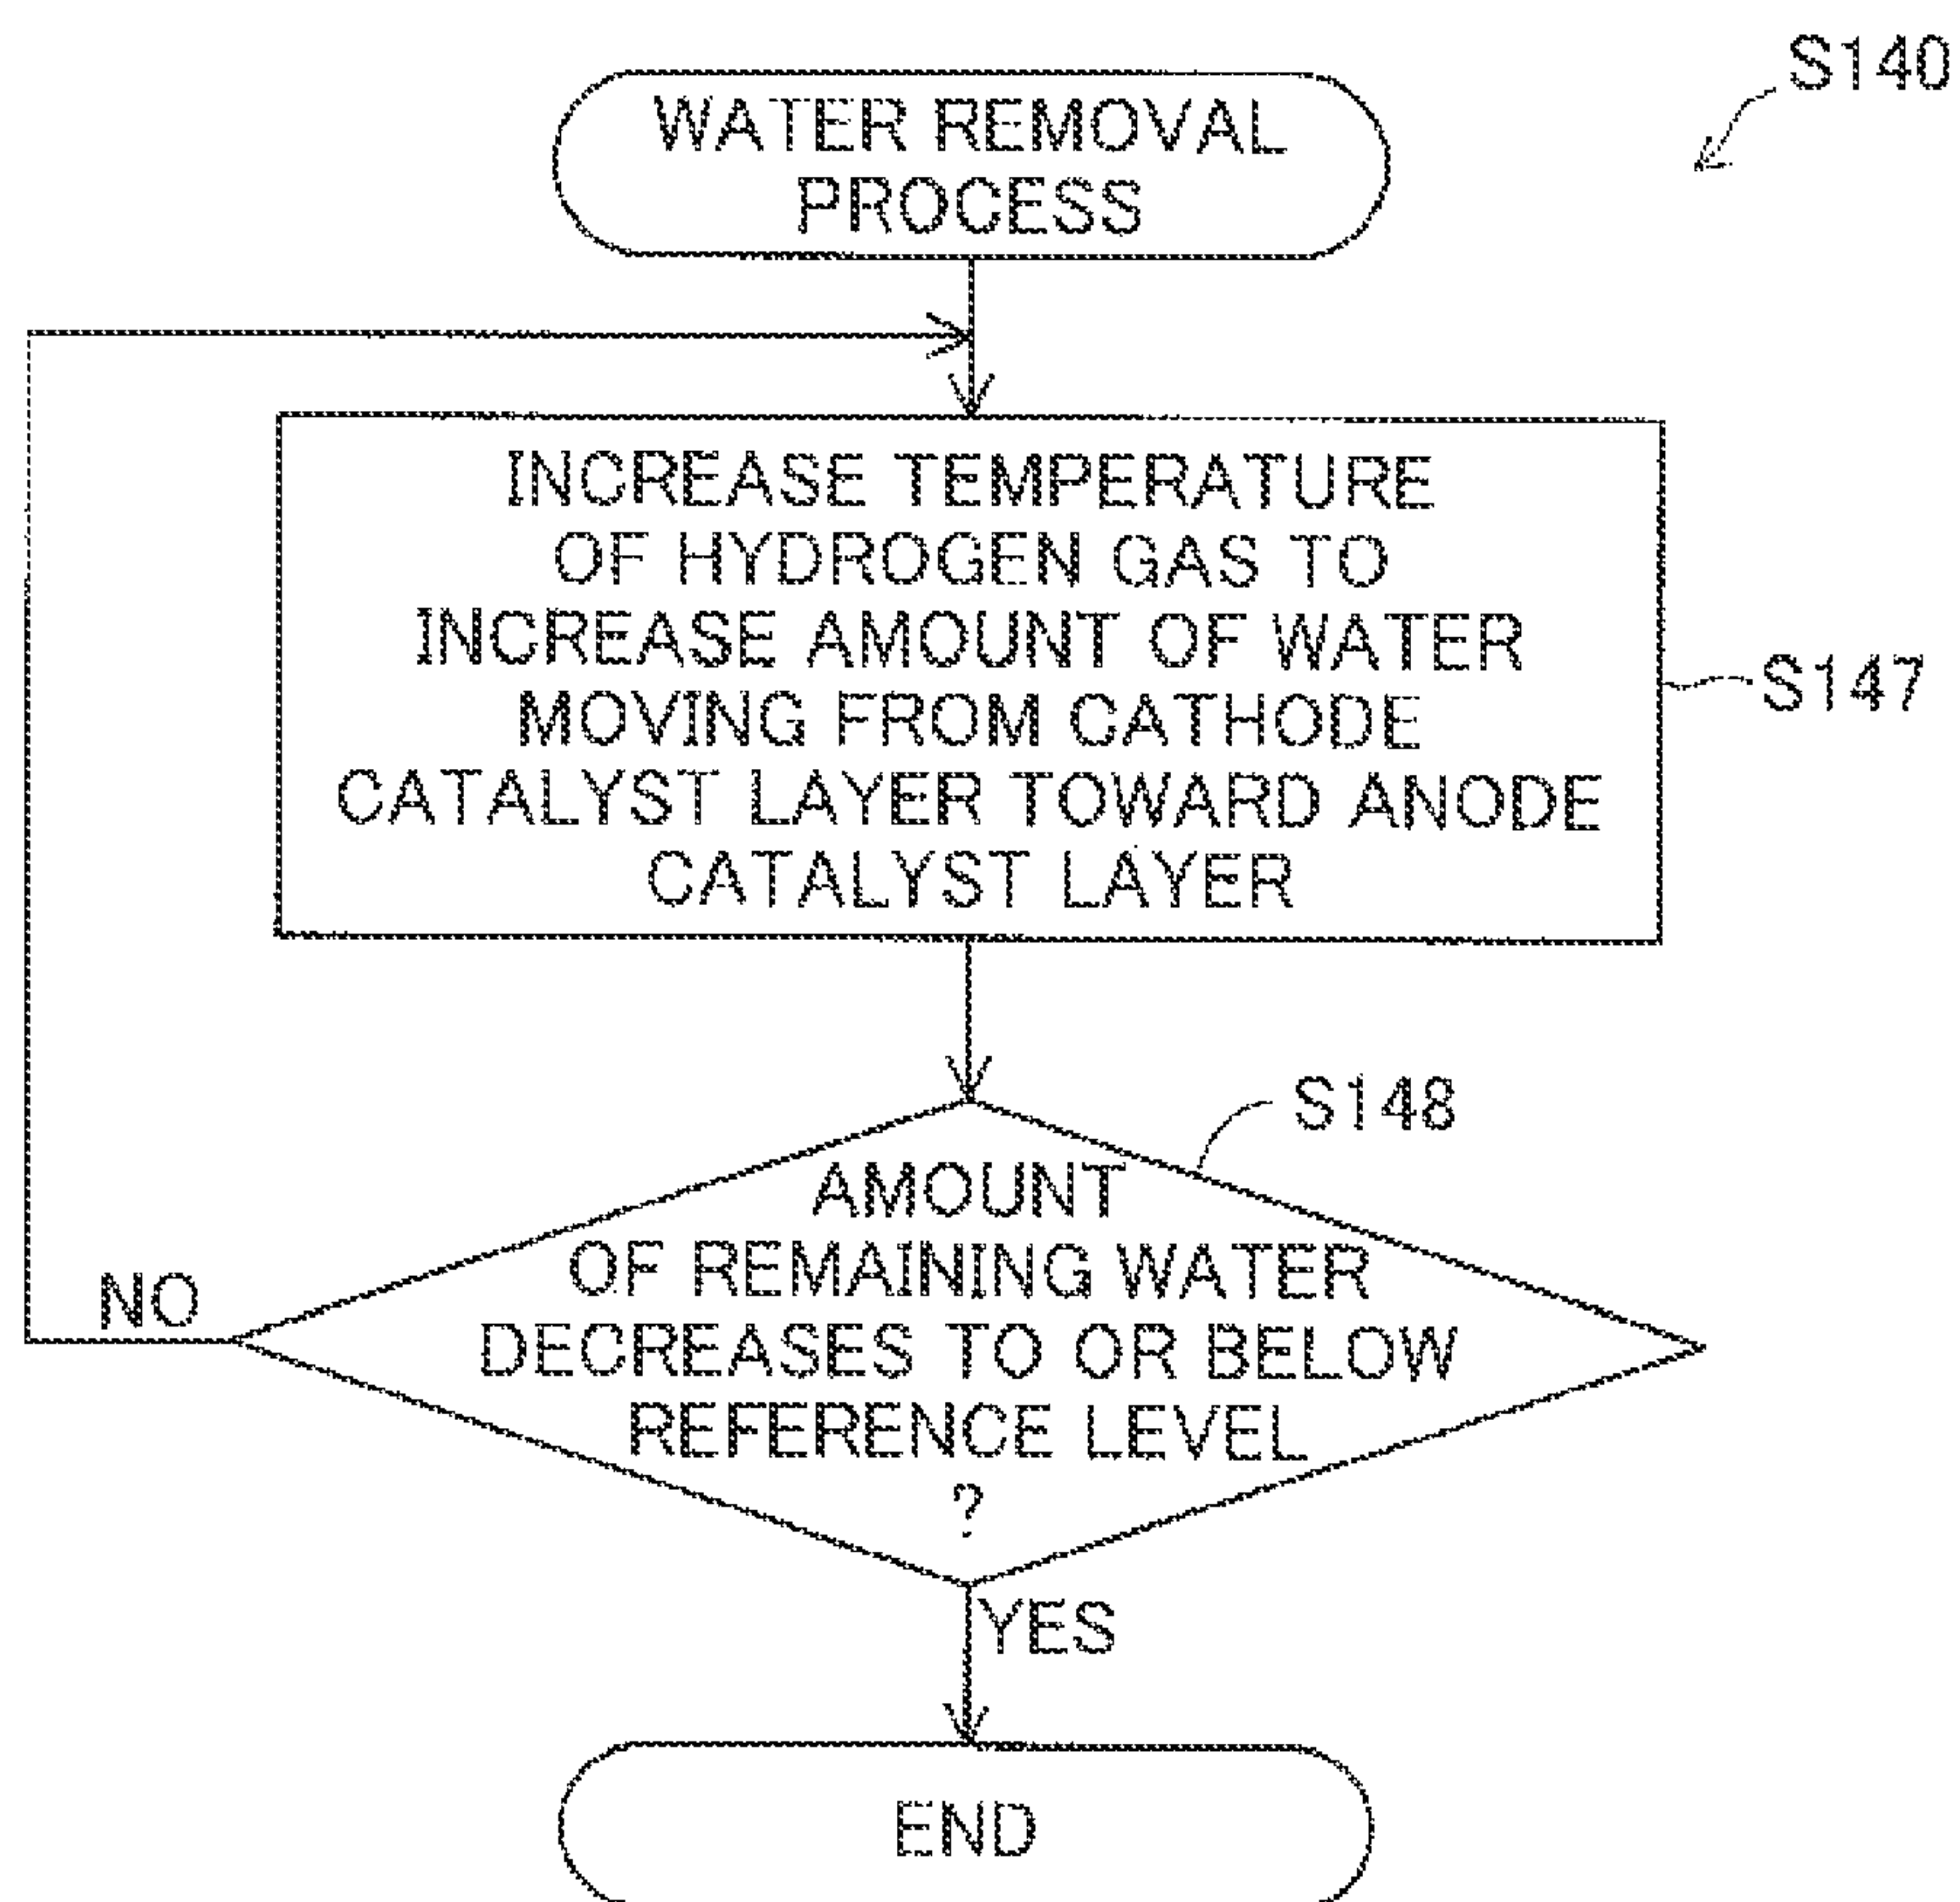 S140
WATER REMOVAL
PROCESS
INCREASE TEMPERATURE
OF HYDROGEN GAS TO
INCREASE AMOUNT OF WATER
MOVING FROM CATHODE
CATALYST LAYER TOWARD ANODE
CATALYST LAYER
S147
S148
AMOUNT
OF REMAINING WATER
DECREASES TO OR BELOW
REFERENCE LEVEL
?
NO
YES
END